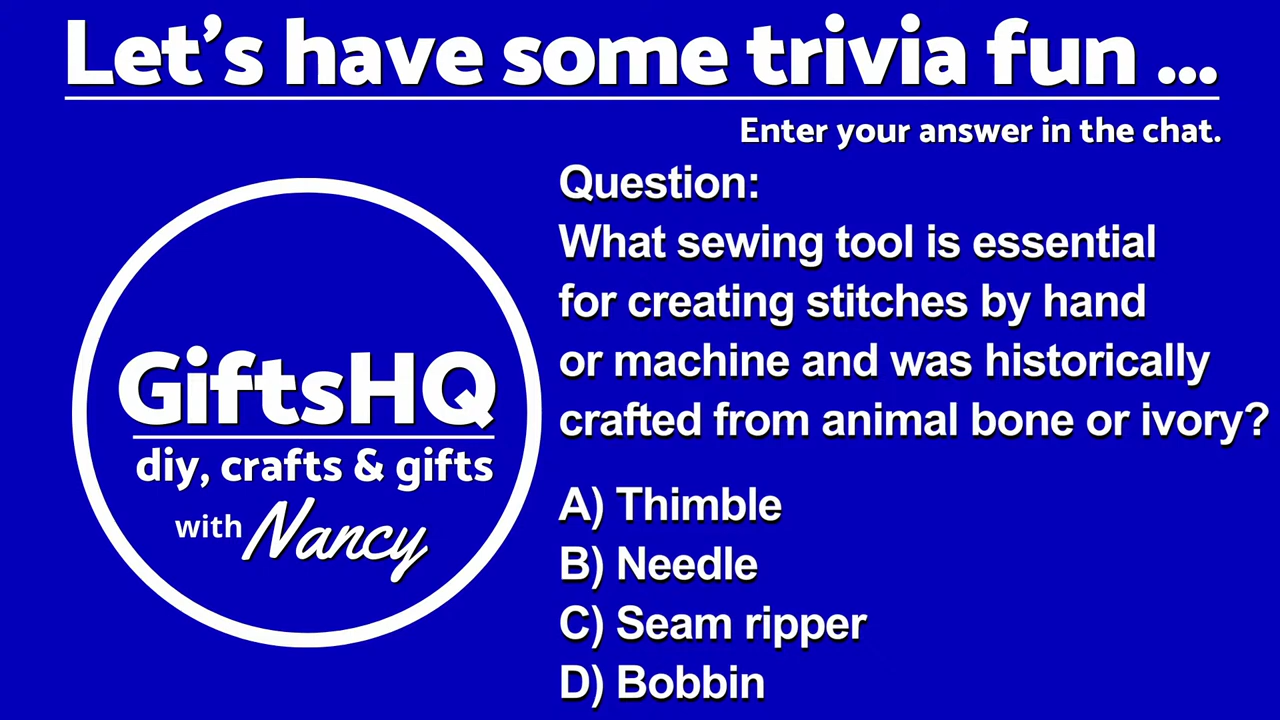 Let's have some trivia fun ...
Enter your answer in the chat.
GiftsHQ
diy, crafts & gifts
with Nancy
Question:
What sewing tool is essential
for creating stitches by hand
or machine and was historically
crafted from animal bone or ivory?
A) Thimble
B) Needle
C) Seam ripper
D) Bobbin